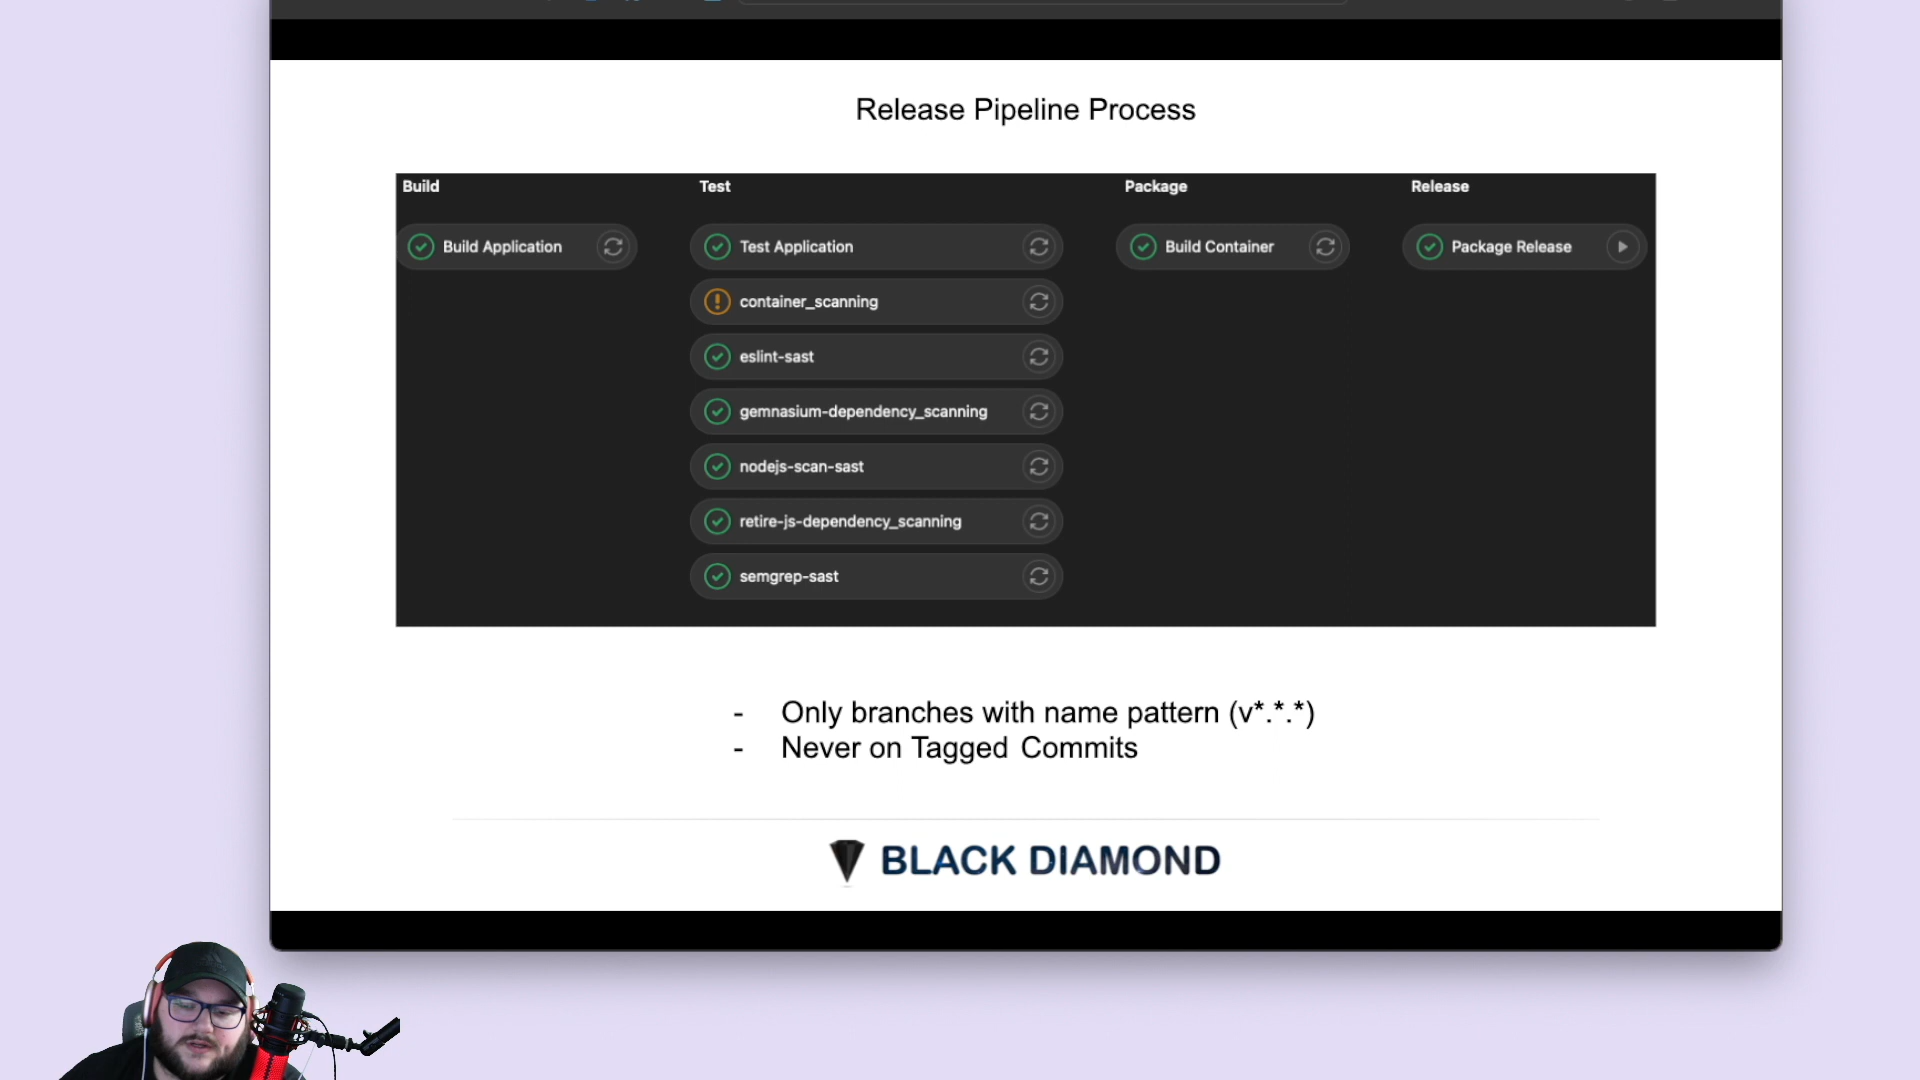 Release Pipeline Process
Build
Test
Package
Release
Build Application
Test Application
Build Container
Package Release
container_scanning
eslint-sast
gemnasium-dependency_scanning
nodejs-scan-sast
retire-js-dependency_scanning
semgrep-sast
- Only branches with name pattern (v*.*.*)
- Never on Tagged Commits
BLACK DIAMOND